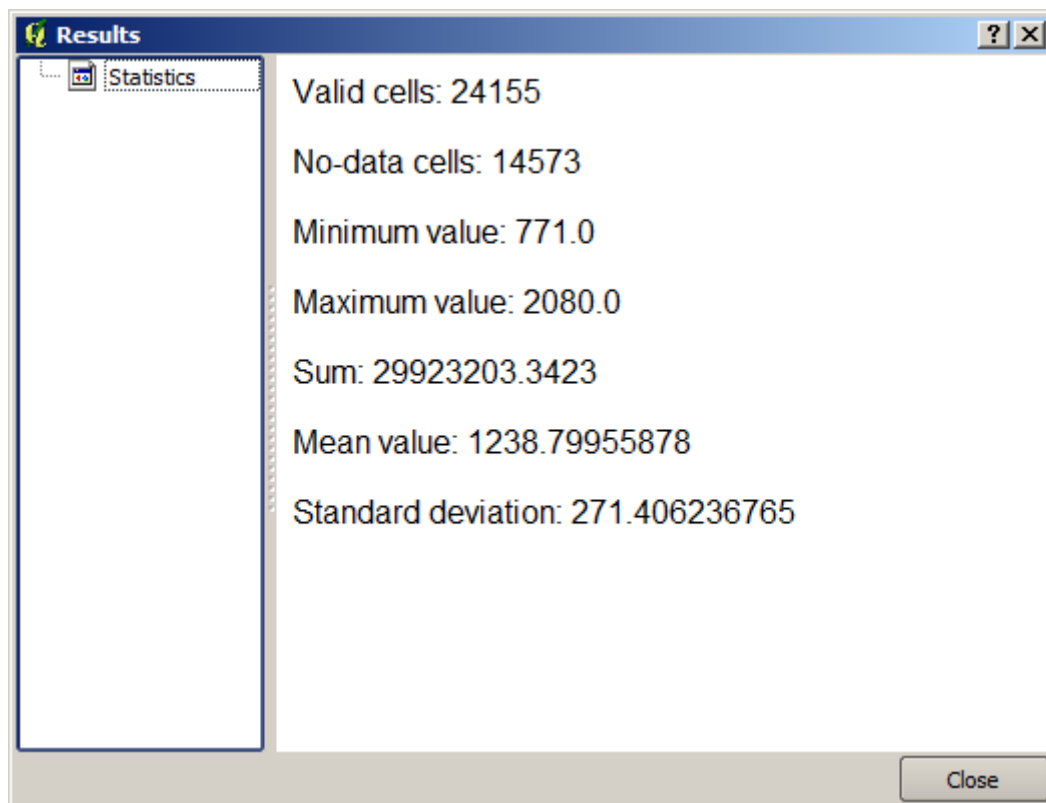 Results
Statistics
Valid cells: 24155
No-data cells: 14573
Minimum value: 771.0
Maximum value: 2080.0
Sum: 29923203.3423
Mean value: 1238.79955878
Standard deviation: 271.406236765
Close